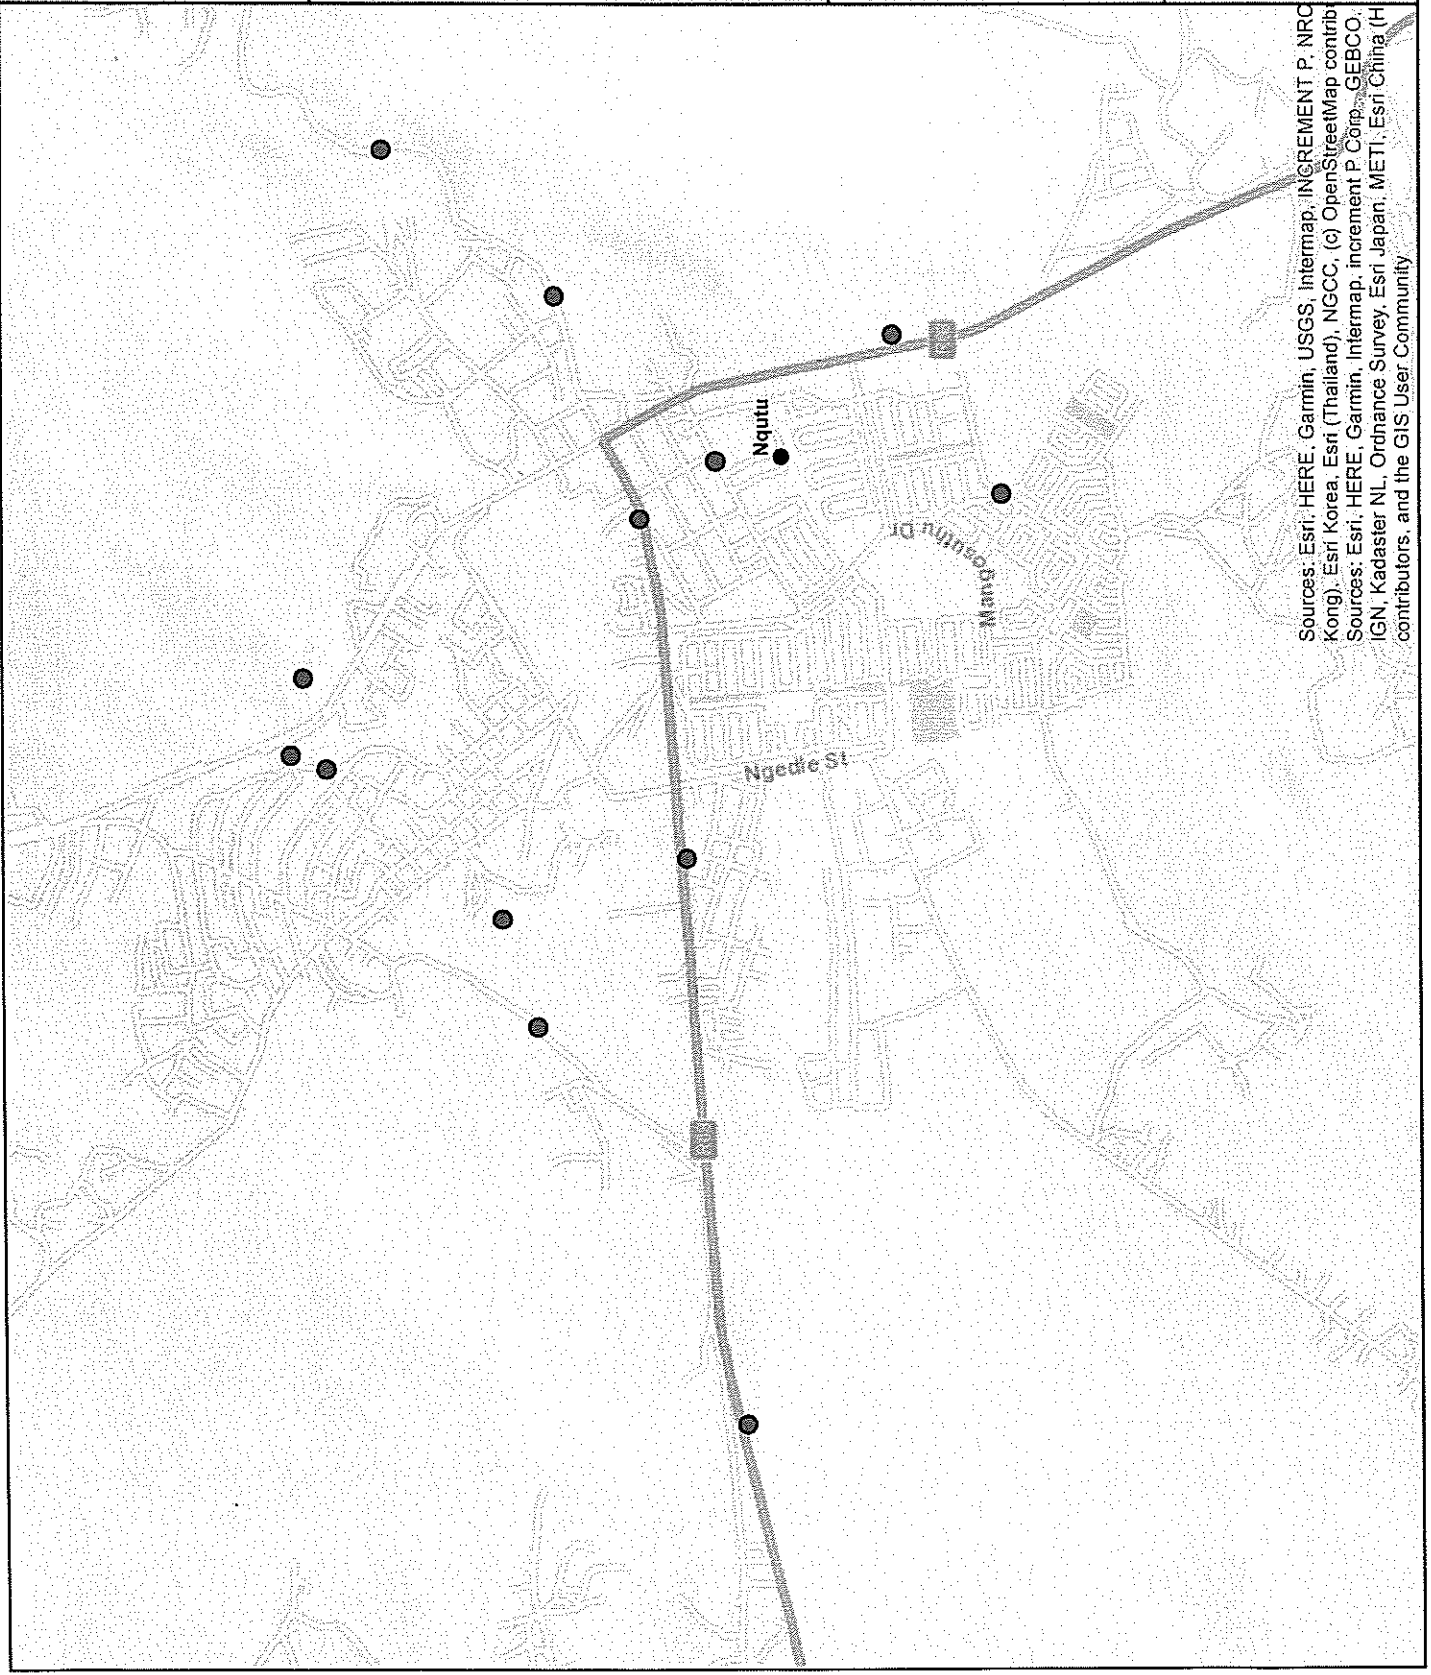 Nqutu
Mangosuthu Dr
Ngedle St
Sources: Esri, HERE, Garmin, USGS, Intermap, INCREMENT P, NRC
Kong), Esri Korea, Esri (Thailand), NGCC, (c) OpenStreetMap contribu
Sources: Esri, HERE, Garmin, Intermap, increment P Corp., GEBCO,
IGN, Kadaster NL, Ordnance Survey, Esri Japan, METI, Esri China (H
contributors, and the GIS User Community